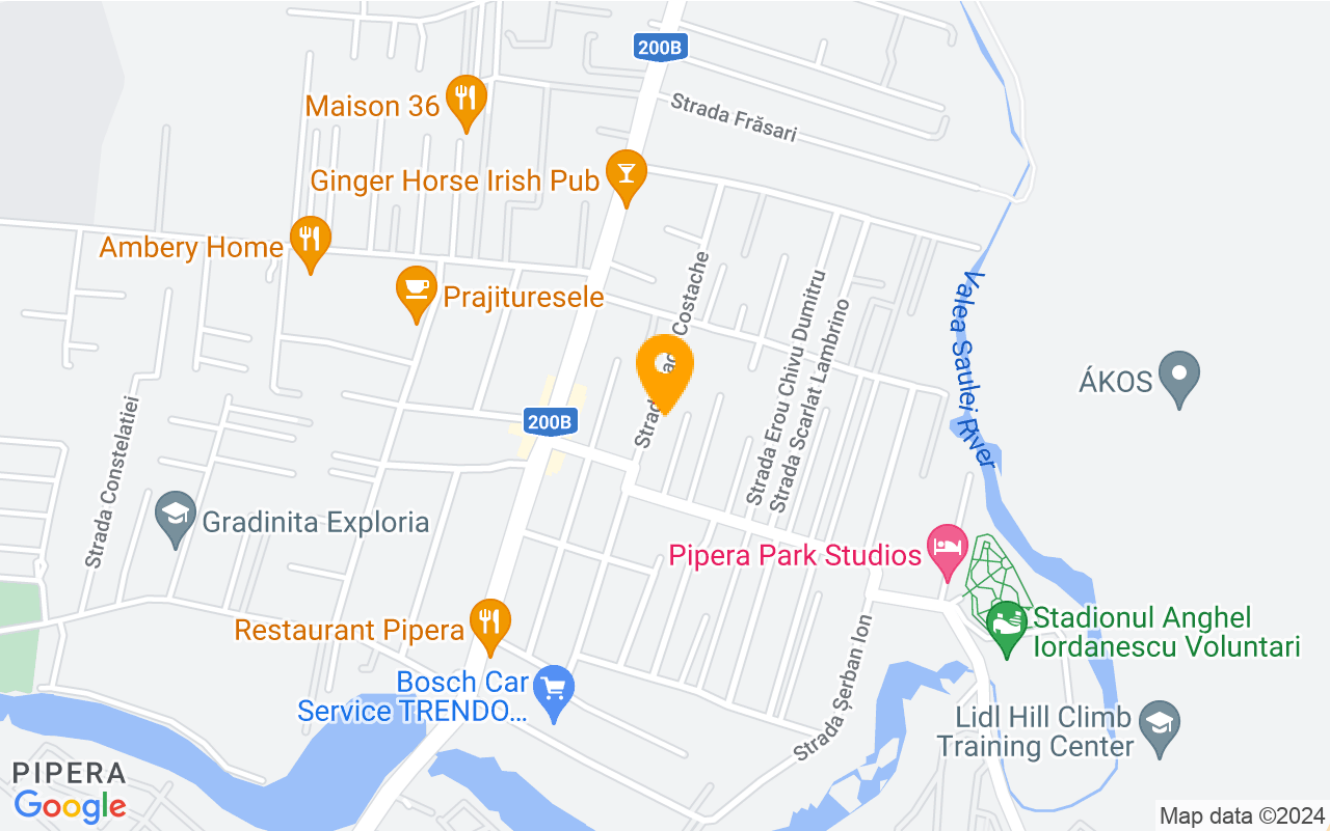 200B
Maison 36
Strada Frăsari
Ginger Horse Irish Pub
Ambery Home
Costache
Prajituresele
Strada Erou Chivu Dumitru
Strada Scarlat Lambrino
Valea Saulei River
ÁKOS
200B
Strada Constelatiei
Gradinita Exploria
Pipera Park Studios
Stadionul Anghel
Iordanescu Voluntari
Restaurant Pipera
Strada Șerban Ion
Bosch Car
Service TRENDO...
Lidl Hill Climb
Training Center
PIPERA
Google
Map data ©2024